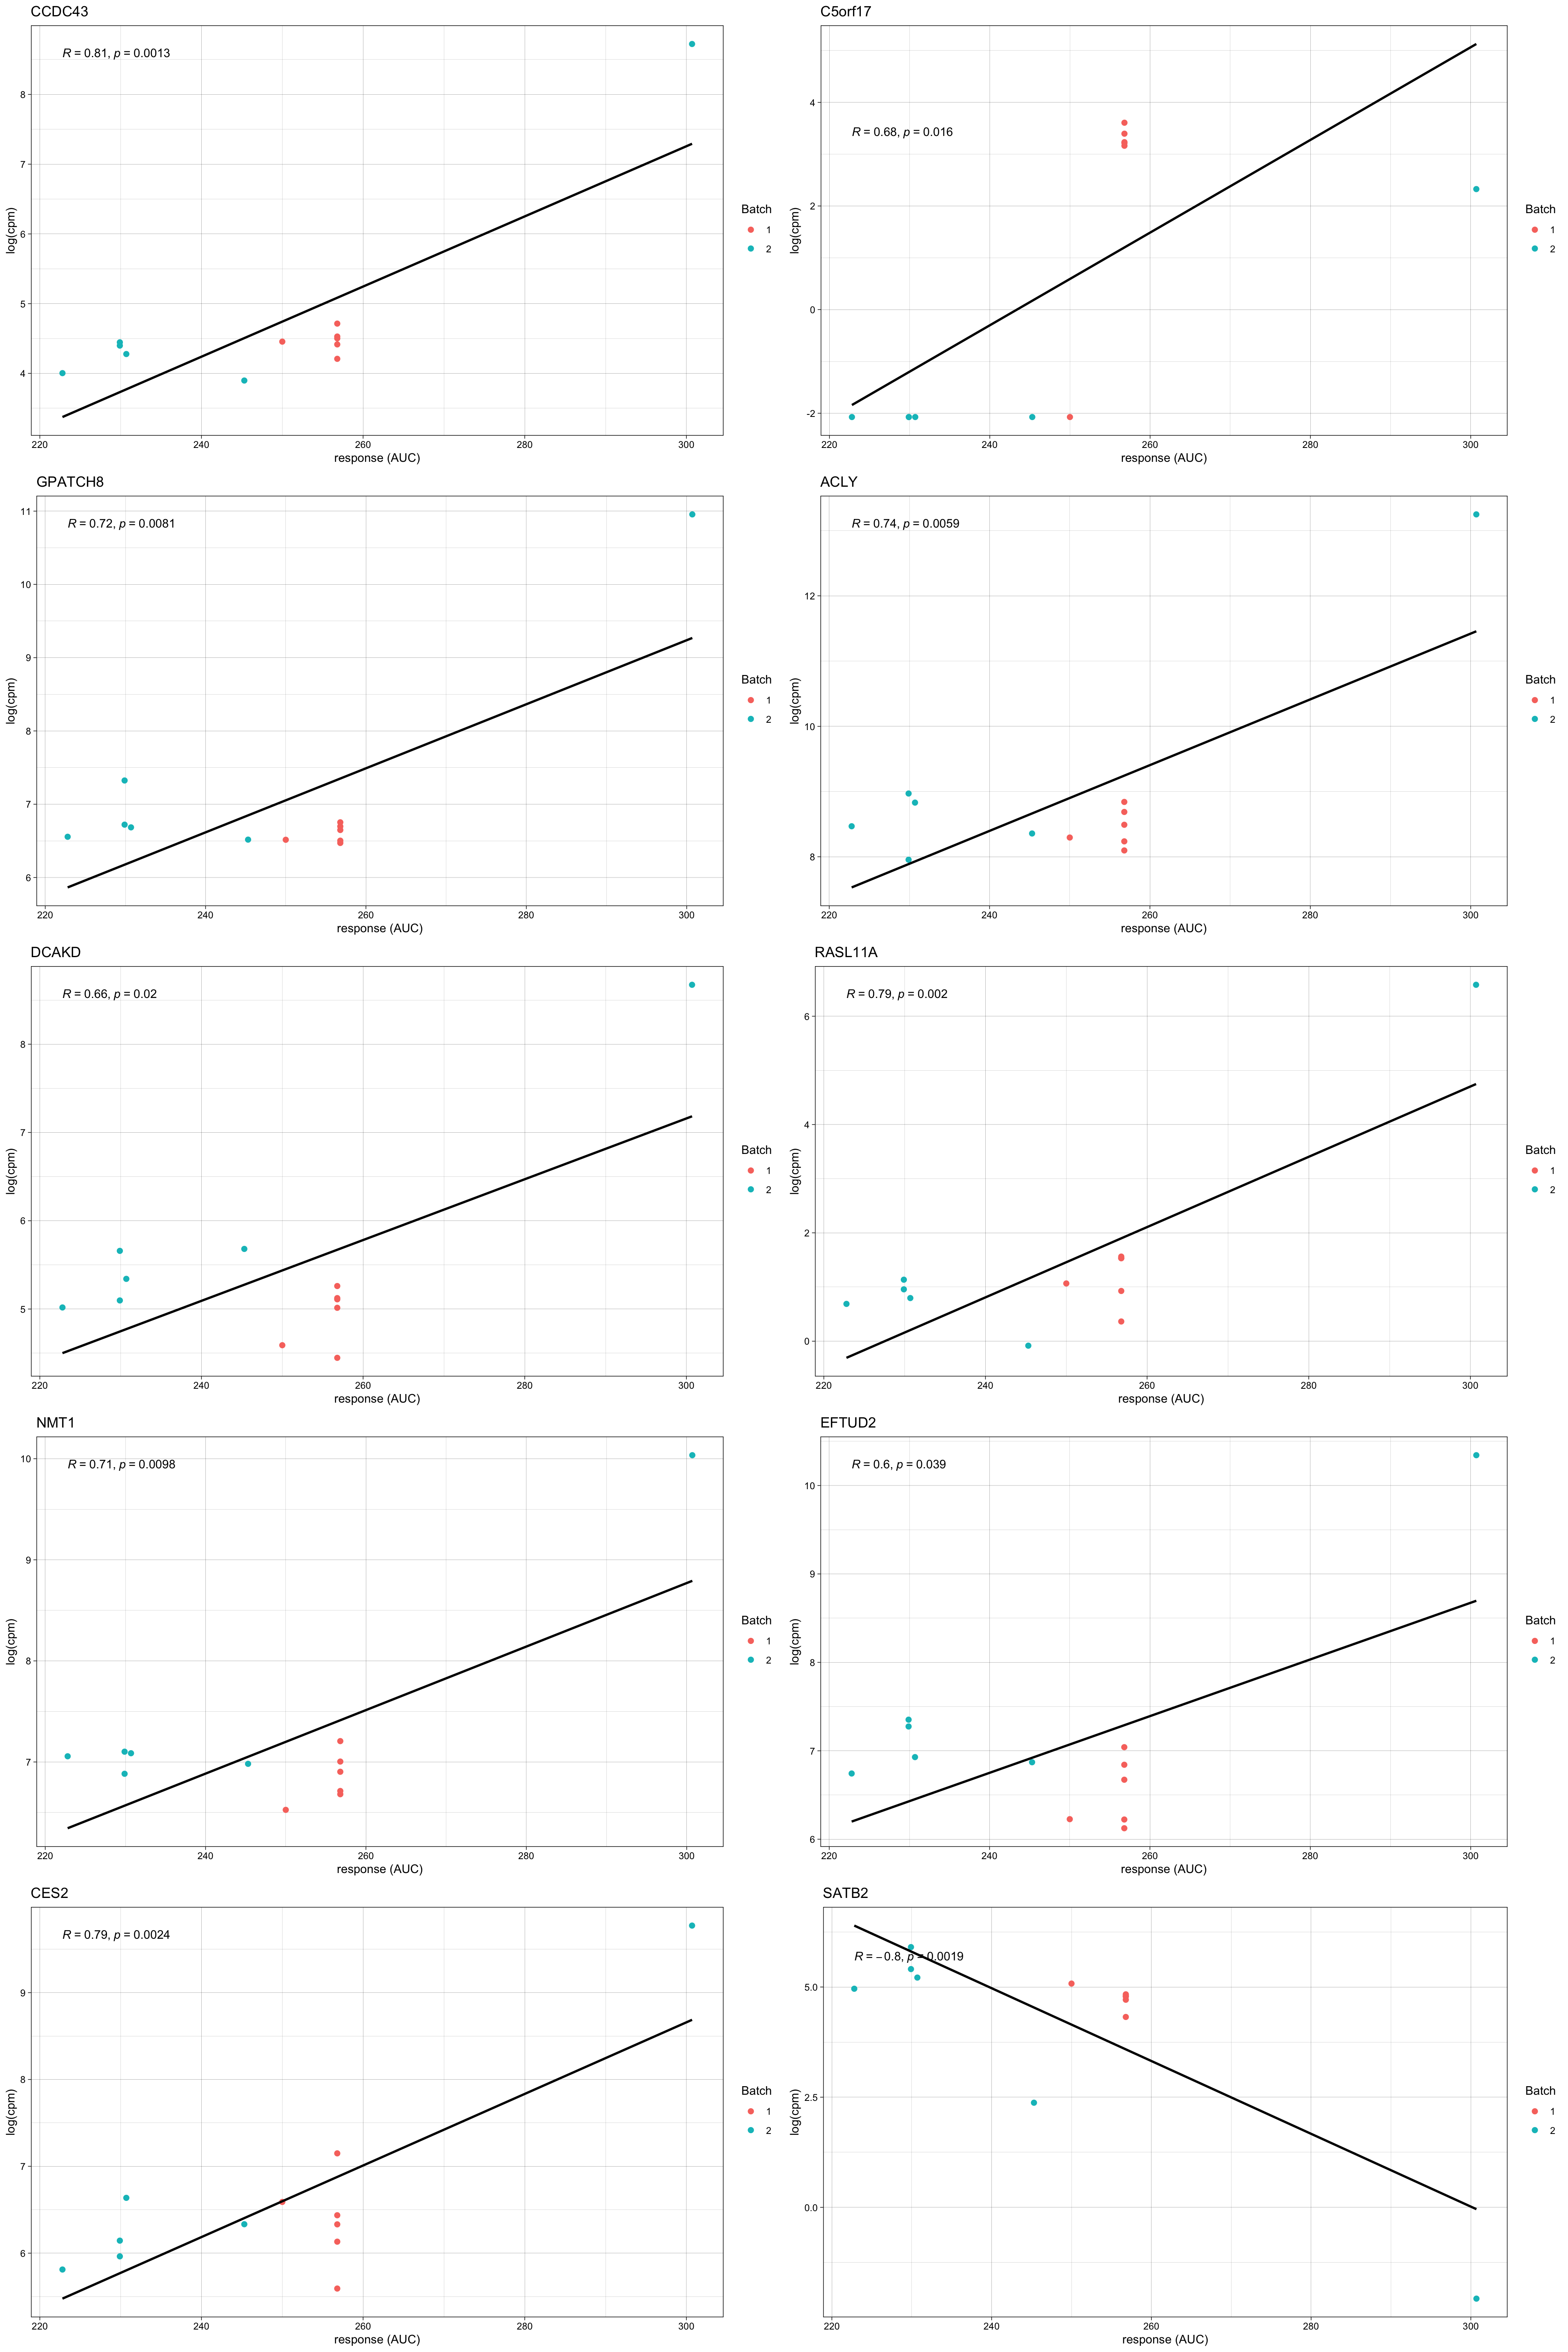 CCDC43
R = 0.81, p = 0.0013
8
7
6
5
4
log(cpm)
220
240
260
280
300
response (AUC)
Batch
1
2
C5orf17
R = 0.68, p = 0.016
4
2
0
-2
log(cpm)
220
240
260
280
300
response (AUC)
Batch
1
2
GPATCH8
R = 0.72, p = 0.0081
11
10
9
8
7
6
log(cpm)
220
240
260
280
300
response (AUC)
Batch
1
2
ACLY
R = 0.74, p = 0.0059
12
10
8
log(cpm)
220
240
260
280
300
response (AUC)
Batch
1
2
DCAKD
R = 0.66, p = 0.02
8
7
6
5
log(cpm)
220
240
260
280
300
response (AUC)
Batch
1
2
RASL11A
R = 0.79, p = 0.002
6
4
2
0
log(cpm)
220
240
260
280
300
response (AUC)
Batch
1
2
NMT1
R = 0.71, p = 0.0098
10
9
8
7
log(cpm)
220
240
260
280
300
response (AUC)
Batch
1
2
EFTUD2
R = 0.6, p = 0.039
10
9
8
7
6
log(cpm)
220
240
260
280
300
response (AUC)
Batch
1
2
CES2
R = 0.79, p = 0.0024
9
8
7
6
log(cpm)
220
240
260
280
300
response (AUC)
Batch
1
2
SATB2
R = −0.8, p = 0.0019
5.0
2.5
0.0
log(cpm)
220
240
260
280
300
response (AUC)
Batch
1
2